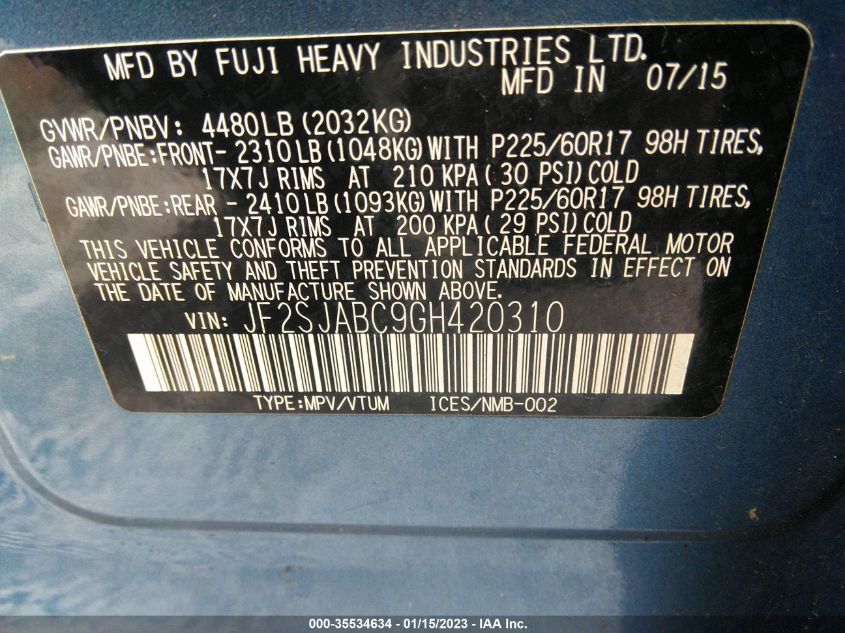 MFD BY FUJI HEAVY INDUSTRIES LTD.
MFD IN 07/15
GVWR/PNBV: 4480LB(2032KG)
GAWR/PNBE:FRONT- 2310LB(1048KG)WITH P225/60R17 98H TIRES,
17X7J RIMS AT 210 KPA(30 PSI)COLD
GAWR/PNBE:REAR - 2410LB(1093KG)WITH P225/60R17 98H TIRES,
17X7J RIMS AT 200 KPA(29 PSI)COLD
THIS VEHICLE CONFORMS TO ALL APPLICABLE FEDERAL MOTOR
VEHICLE SAFETY AND THEFT PREVENTION STANDARDS IN EFFECT ON
THE DATE OF MANUFACTURE SHOWN ABOVE.
VIN: JF2SJABC9GH420310
TYPE:MPV/VTUM ICES/NMB-002
000-35534634 - 01/15/2023 - IAA Inc.